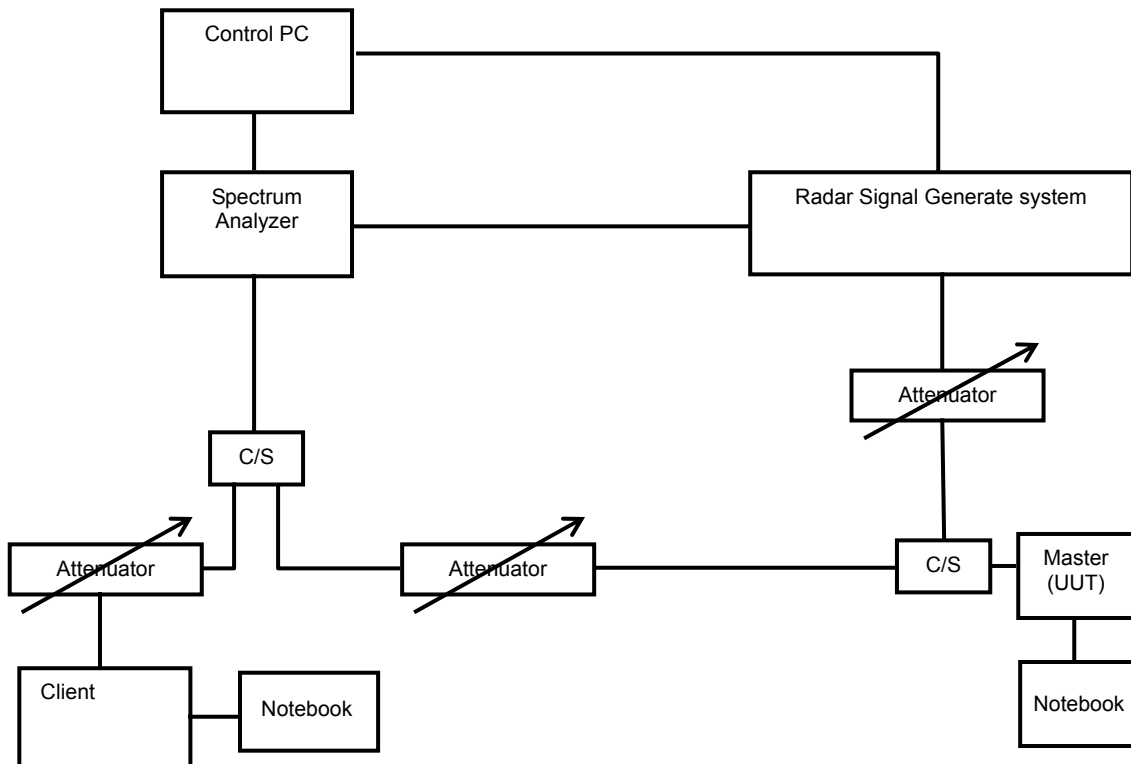 Control PC
Spectrum
Analyzer
Radar Signal Generate system
Attenuator
C/S
Attenuator
Attenuator
C/S
Master
(UUT)
Client
Notebook
Notebook